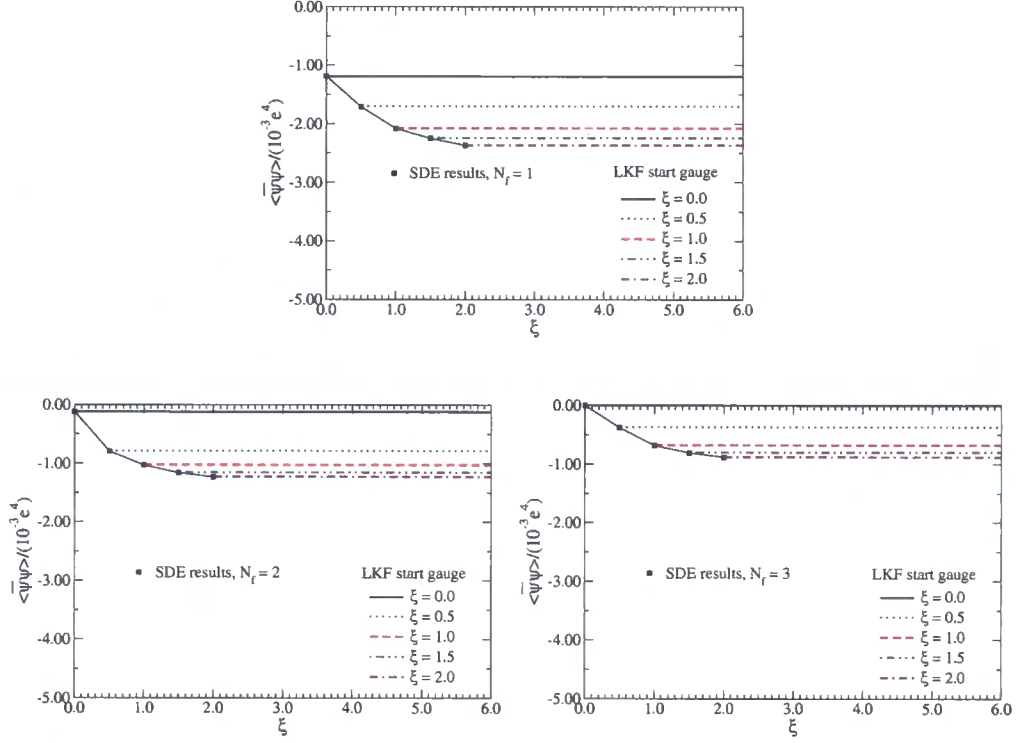 0.00
-1.00
-2.00
-3.00
-4.00
-5.00
<ψ̄ψ>/(10⁻³e⁴)
SDE results, N_f = 1
LKF start gauge
ξ = 0.0
ξ = 0.5
ξ = 1.0
ξ = 1.5
ξ = 2.0
0.0 1.0 2.0 3.0 4.0 5.0 6.0
ξ
0.00
-1.00
-2.00
-3.00
-4.00
-5.00
<ψ̄ψ>/(10⁻³e⁴)
SDE results, N_f = 2
LKF start gauge
ξ = 0.0
ξ = 0.5
ξ = 1.0
ξ = 1.5
ξ = 2.0
0.0 1.0 2.0 3.0 4.0 5.0 6.0
ξ
0.00
-1.00
-2.00
-3.00
-4.00
-5.00
<ψ̄ψ>/(10⁻³e⁴)
SDE results, N_f = 3
LKF start gauge
ξ = 0.0
ξ = 0.5
ξ = 1.0
ξ = 1.5
ξ = 2.0
0.0 1.0 2.0 3.0 4.0 5.0 6.0
ξ